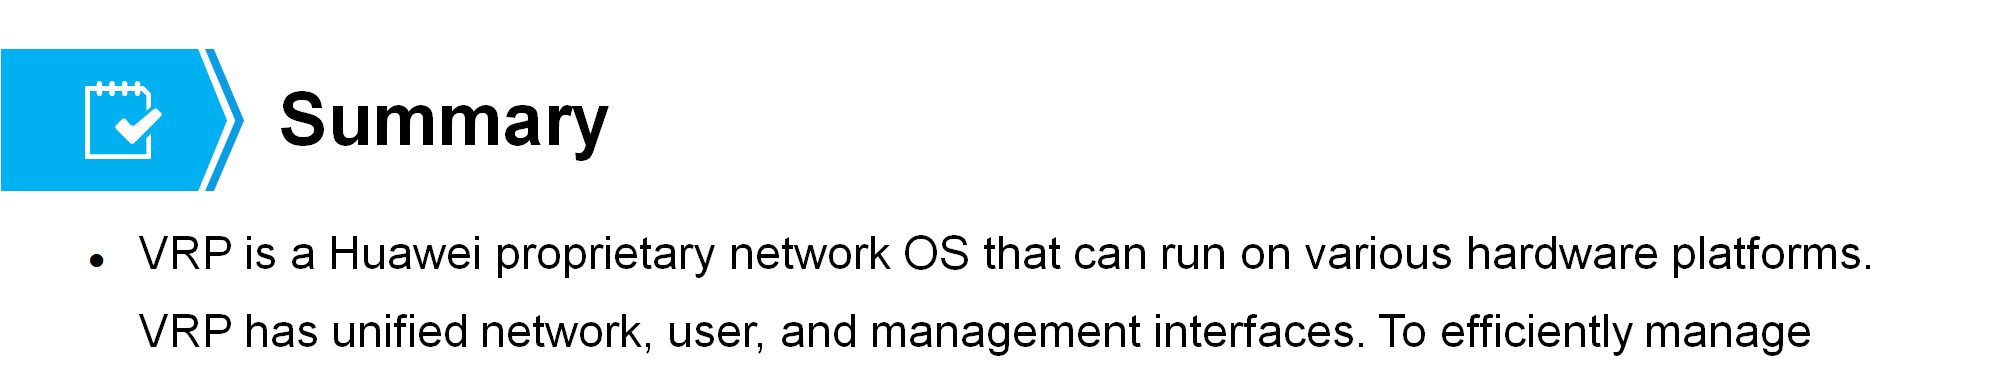 Summary
• VRP is a Huawei proprietary network OS that can run on various hardware platforms.
VRP has unified network, user, and management interfaces. To efficiently manage